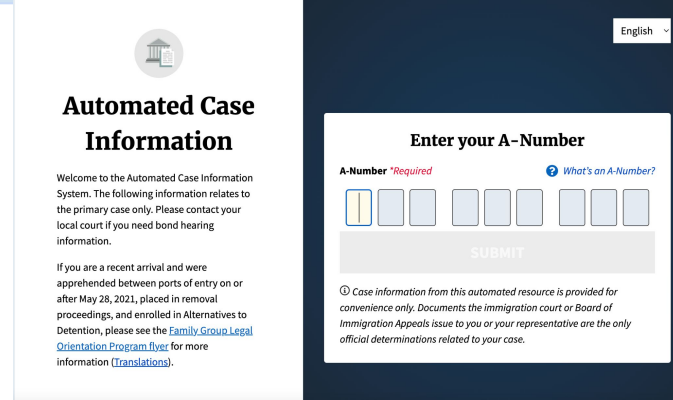 Automated Case
Information
Welcome to the Automated Case Information
System. The following information relates to
the primary case only. Please contact your
local court if you need bond hearing
information.
If you are a recent arrival and were
apprehended between ports of entry on or
after May 28, 2021, placed in removal
proceedings, and enrolled in Alternatives to
Detention, please see the Family Group Legal
Orientation Program flyer for more
information (Translations).
English
Enter your A-Number
A-Number *Required
? What's an A-Number?
SUBMIT
Case information from this automated resource is provided for
convenience only. Documents the immigration court or Board of
Immigration Appeals issue to you or your representative are the only
official determinations related to your case.